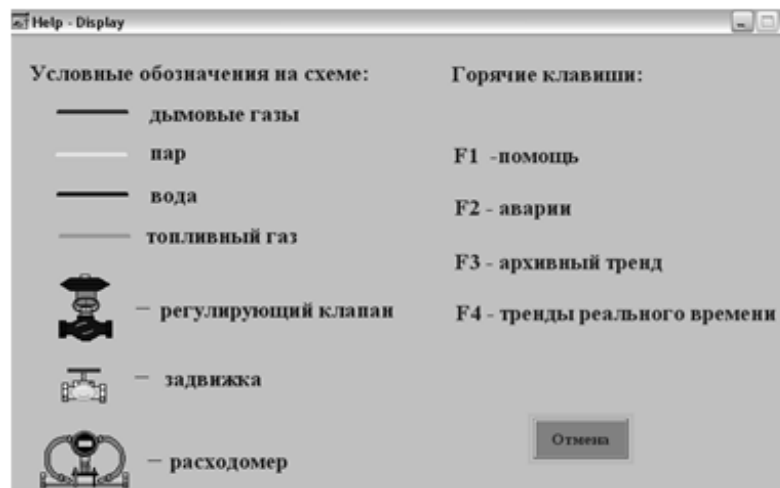 Help - Display
Условные обозначения на схеме:
дымовые газы
пар
вода
топливный газ
– регулирующий клапан
– задвижка
– расходомер
Горячие клавиши:
F1 -помощь
F2 - аварии
F3 - архивный тренд
F4 - тренды реального времени
Отмена